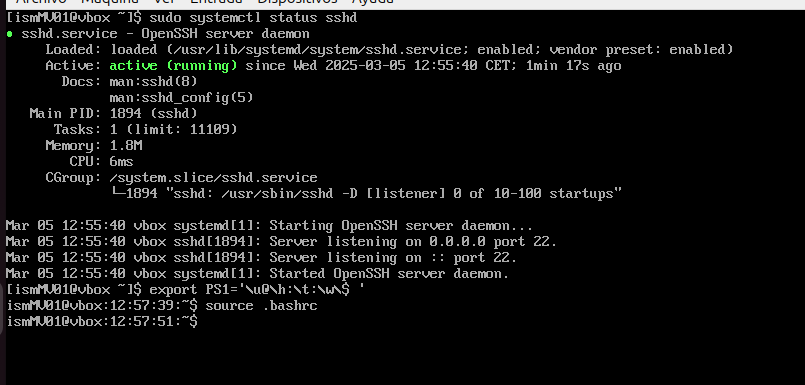 Archivo Máquina Ver Entrada Dispositivos Ayuda
[ismMV01@vbox ~]$ sudo systemctl status sshd
● sshd.service - OpenSSH server daemon
Loaded: loaded (/usr/lib/systemd/system/sshd.service; enabled; vendor preset: enabled)
Active: active (running) since Wed 2025-03-05 12:55:40 CET; 1min 17s ago
Docs: man:sshd(8)
man:sshd_config(5)
Main PID: 1894 (sshd)
Tasks: 1 (limit: 11109)
Memory: 1.8M
CPU: 6ms
CGroup: /system.slice/sshd.service
└─1894 "sshd: /usr/sbin/sshd -D [listener] 0 of 10-100 startups"
Mar 05 12:55:40 vbox systemd[1]: Starting OpenSSH server daemon...
Mar 05 12:55:40 vbox sshd[1894]: Server listening on 0.0.0.0 port 22.
Mar 05 12:55:40 vbox sshd[1894]: Server listening on :: port 22.
Mar 05 12:55:40 vbox systemd[1]: Started OpenSSH server daemon.
[ismMV01@vbox ~]$ export PS1='\u@\h:\t:\w\$ '
ismMV01@vbox:12:57:39:~$ source .bashrc
ismMV01@vbox:12:57:51:~$